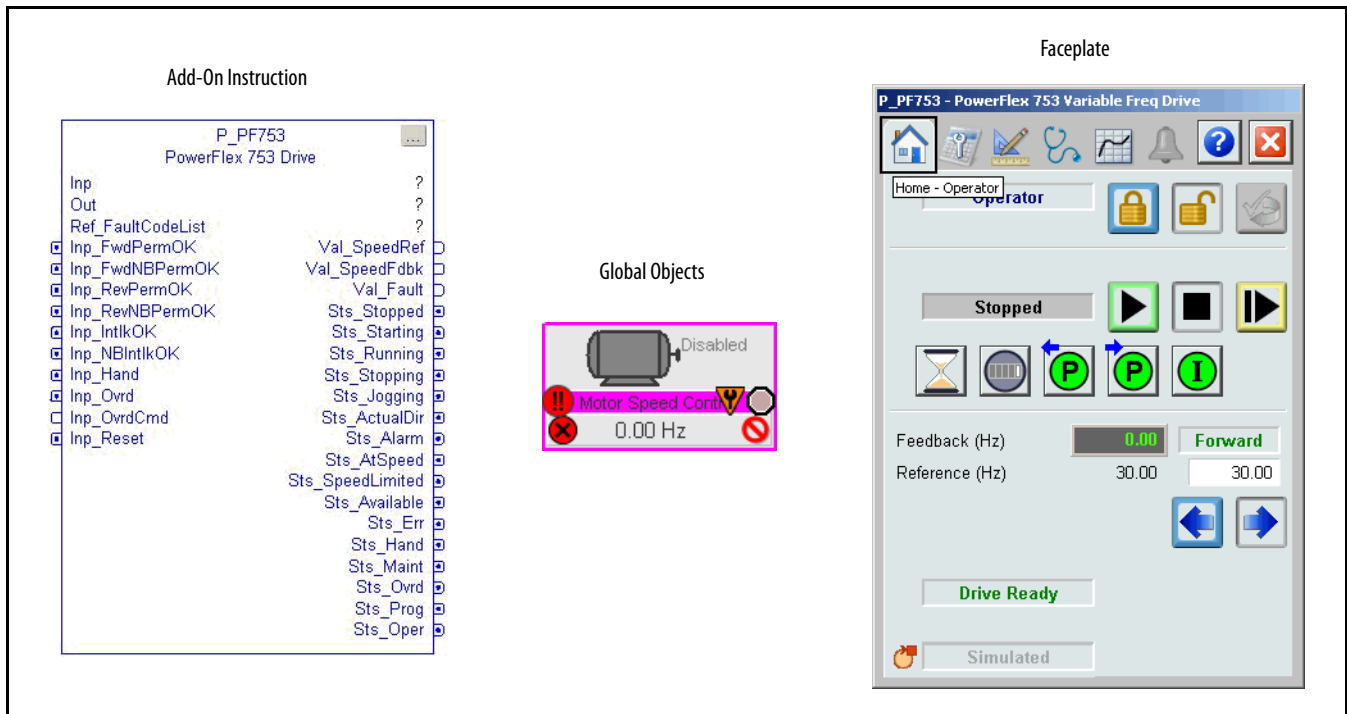 Add-On Instruction
P_PF753
...
PowerFlex 753 Drive
Inp ?
Out ?
Ref_FaultCodeList ?
Inp_FwdPermOK Val_SpeedRef
Inp_FwdNBPermOK Val_SpeedFdbk
Inp_RevPermOK Val_Fault
Inp_RevNBPermOK Sts_Stopped
Inp_IntlkOK Sts_Starting
Inp_NBIntlkOK Sts_Running
Inp_Hand Sts_Stopping
Inp_Ovrd Sts_Jogging
Inp_OvrdCmd Sts_ActualDir
Inp_Reset Sts_Alarm
Sts_AtSpeed
Sts_SpeedLimited
Sts_Available
Sts_Err
Sts_Hand
Sts_Maint
Sts_Ovrd
Sts_Prog
Sts_Oper
Global Objects
Disabled
!!
Motor Speed Cont
0.00 Hz
Faceplate
P_PF753 - PowerFlex 753 Variable Freq Drive
?
Home - Operator
Operator
Stopped
P P I
Feedback (Hz) 0.00 Forward
Reference (Hz) 30.00 30.00
Drive Ready
Simulated